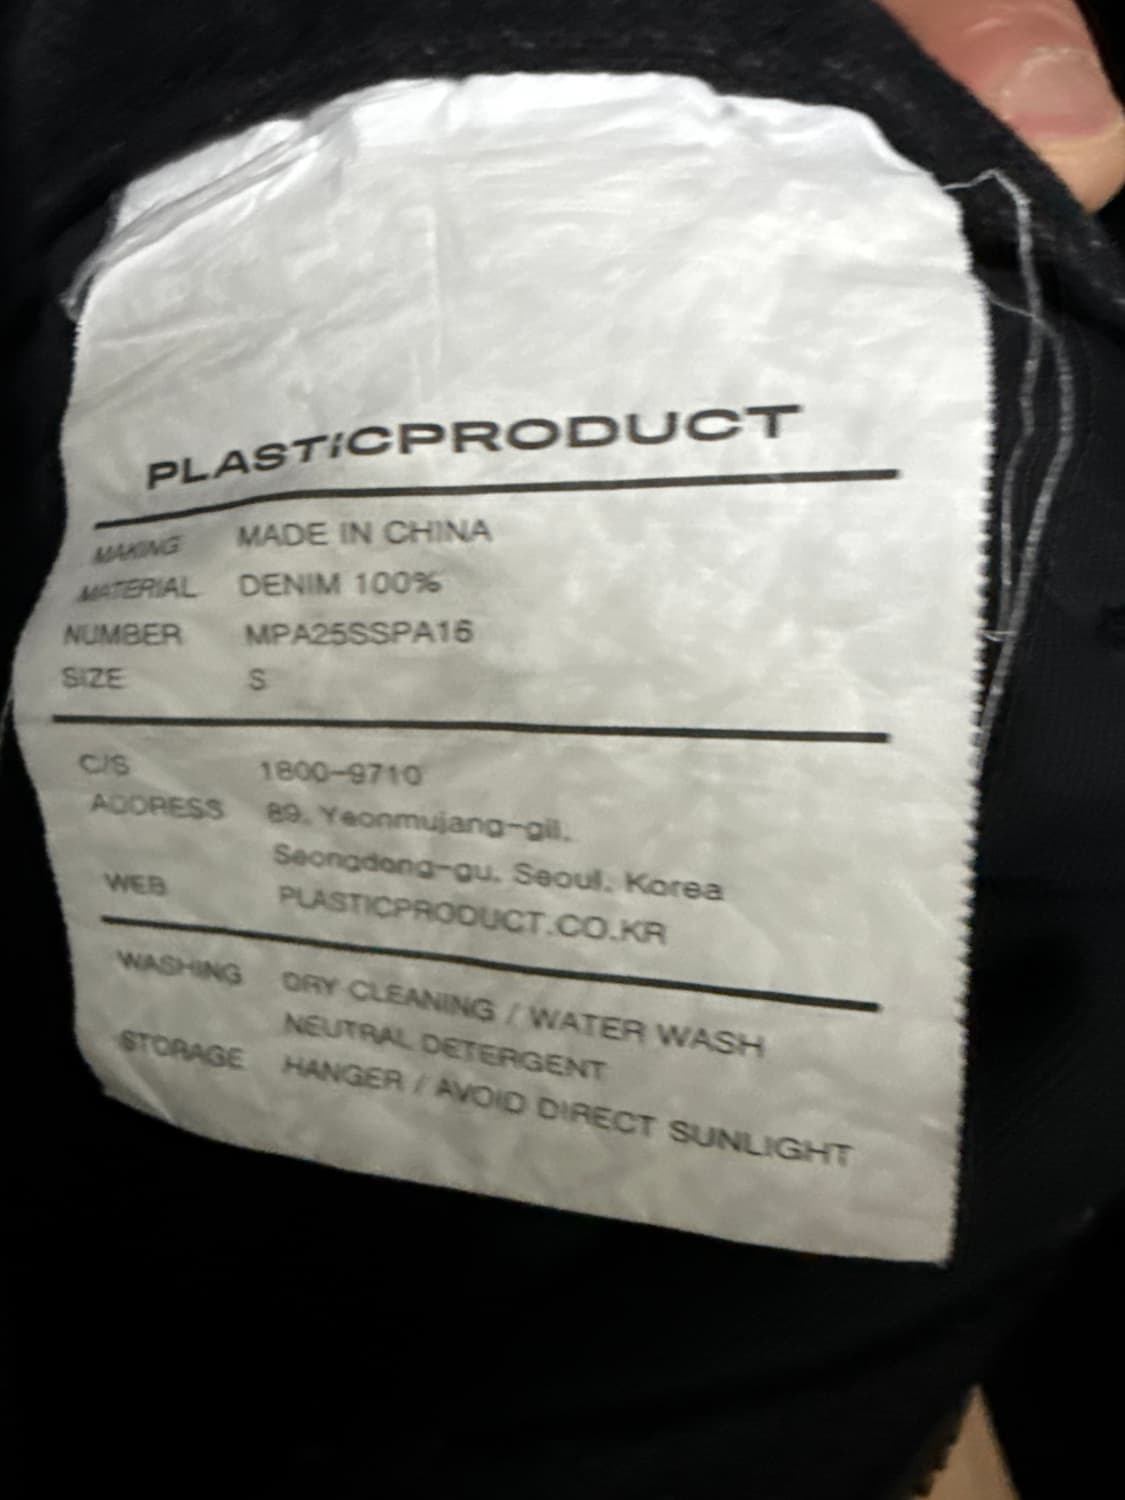 PLASTiCPRODUCT
MAKING MADE IN CHINA
MATERIAL DENIM 100%
NUMBER MPA25SSPA16
SIZE S
C/S 1800-9710
ADDRESS 89, Yeonmujang-gil,
Seongdong-gu, Seoul, Korea
WEB PLASTICPRODUCT.CO.KR
WASHING DRY CLEANING / WATER WASH
NEUTRAL DETERGENT
STORAGE HANGER / AVOID DIRECT SUNLIGHT